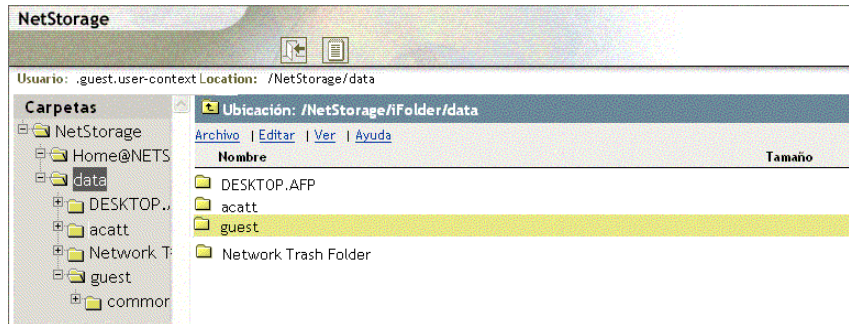 NetStorage
Usuario: .guest.user-context Location: /NetStorage/data
Carpetas
NetStorage
Home@NETS
data
DESKTOP.
acatt
Network T
guest
commor
Ubicación: /NetStorage/iFolder/data
Archivo | Editar | Ver | Ayuda
Nombre Tamaño
DESKTOP.AFP
acatt
guest
Network Trash Folder